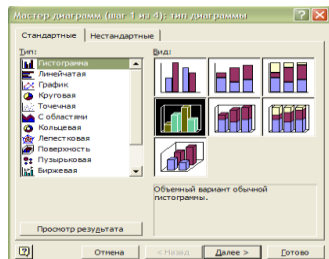 Мастер диаграмм (шаг 1 из 4): тип диаграммы
Стандартные Нестандартные
Тип:
Вид:
Гистограмма
Линейчатая
График
Круговая
Точечная
С областями
Кольцевая
Лепестковая
Поверхность
Пузырьковая
Биржевая
Объемный вариант обычной
гистограммы.
Просмотр результата
Отмена
< Назад
Далее >
Готово